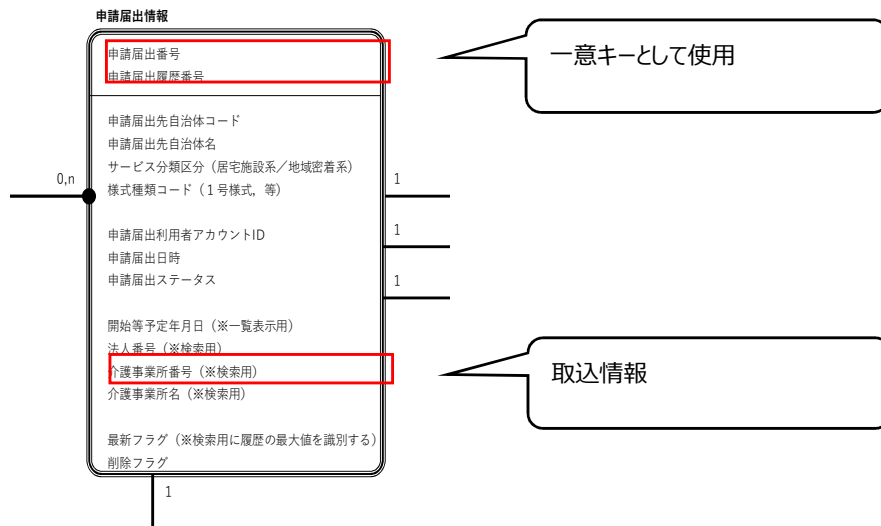 申請届出情報
申請届出番号
申請届出履歴番号
一意キーとして使用
申請届出先自治体コード
申請届出先自治体名
サービス分類区分（居宅施設系／地域密着系）
様式種類コード（１号様式，等）
0,n
1
申請届出利用者アカウントID
1
申請届出日時
申請届出ステータス
1
開始等予定年月日（※一覧表示用）
法人番号（※検索用）
介護事業所番号（※検索用）
取込情報
介護事業所名（※検索用）
最新フラグ（※検索用に履歴の最大値を識別する）
削除フラグ
1